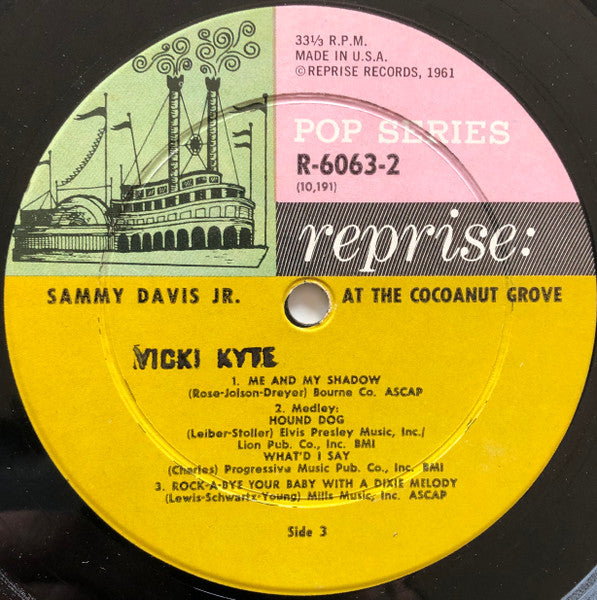 33⅓ R.P.M.
MADE IN U.S.A.
©REPRISE RECORDS, 1961
POP SERIES
R-6063-2
(10,191)
reprise:
SAMMY DAVIS JR. AT THE COCOANUT GROVE
VICKI KYTE
1. ME AND MY SHADOW
(Rose-Jolson-Dreyer) Bourne Co. ASCAP
2. Medley:
HOUND DOG
(Leiber-Stoller) Elvis Presley Music, Inc./
Lion Pub. Co., Inc. BMI
WHAT'D I SAY
(Charles) Progressive Music Pub. Co., Inc. BMI
3. ROCK-A-BYE YOUR BABY WITH A DIXIE MELODY
(Lewis-Schwartz-Young) Mills Music, Inc. ASCAP
Side 3